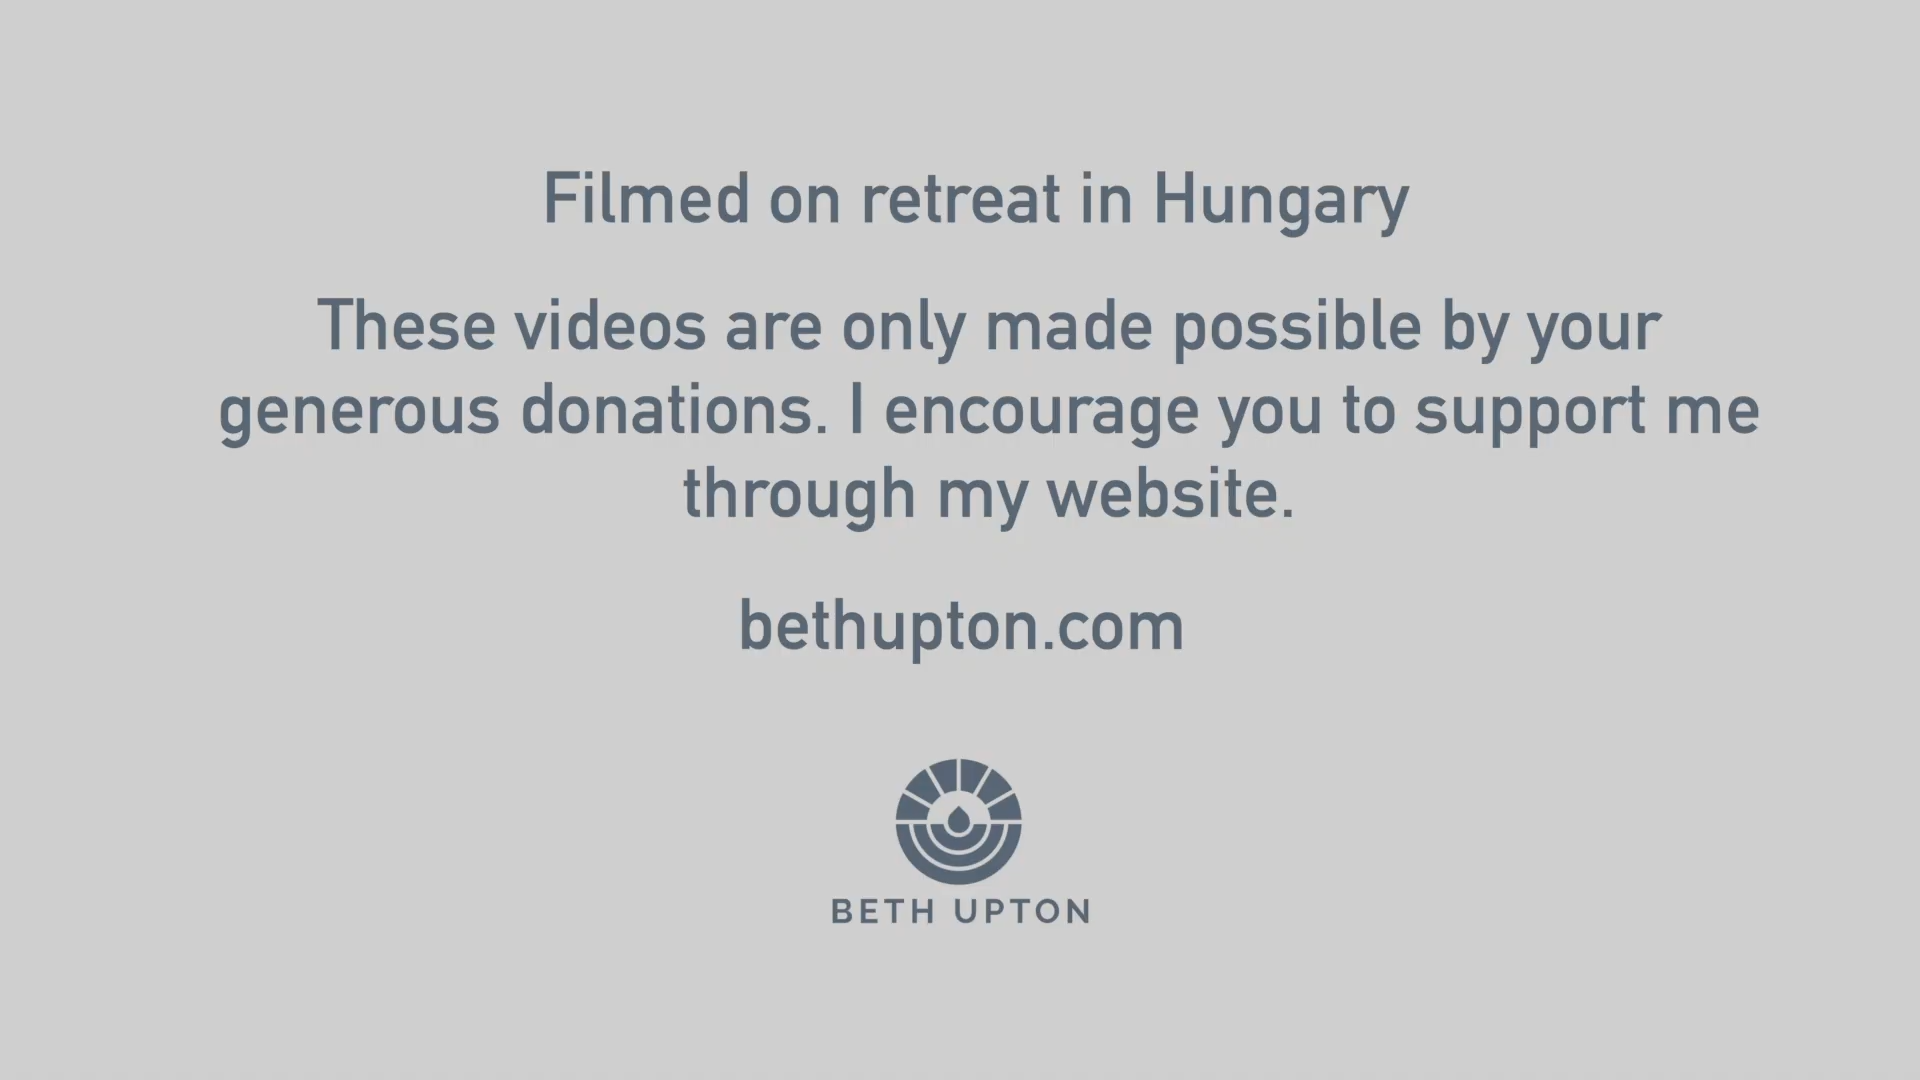 Filmed on retreat in Hungary
These videos are only made possible by your
generous donations. I encourage you to support me
through my website.
bethupton.com
BETH UPTON